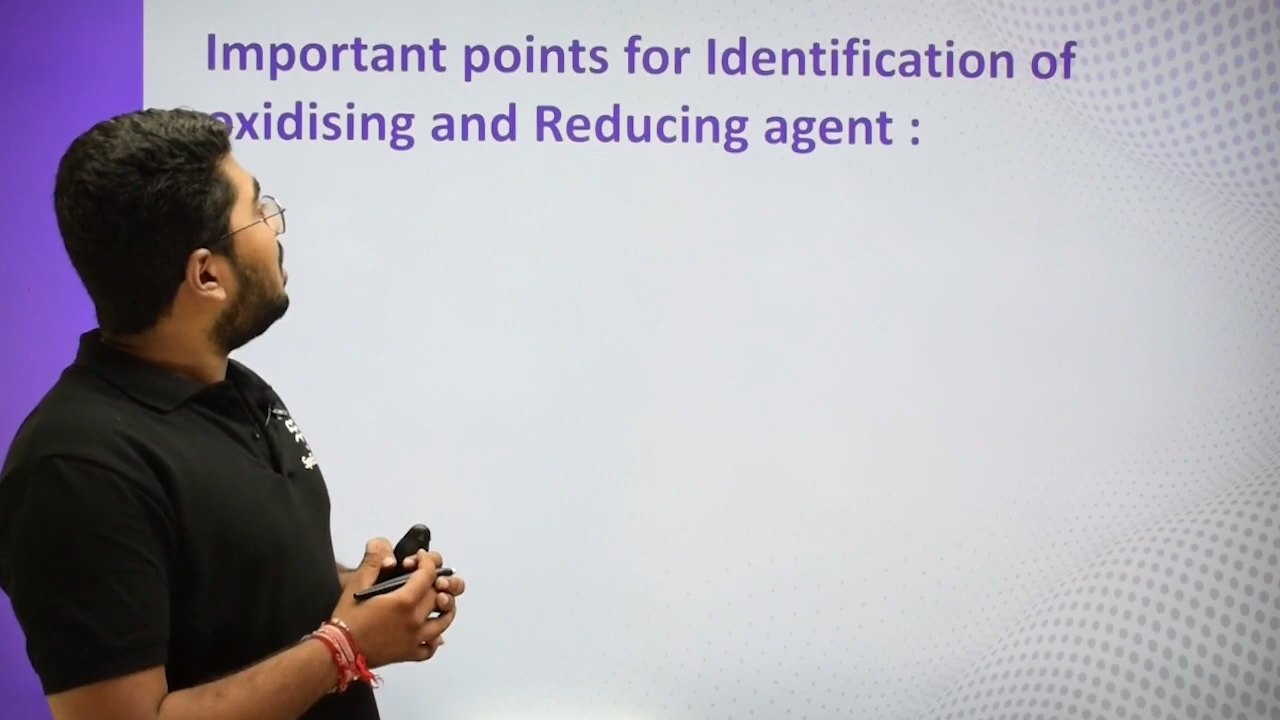 Important points for Identification of
oxidising and Reducing agent :